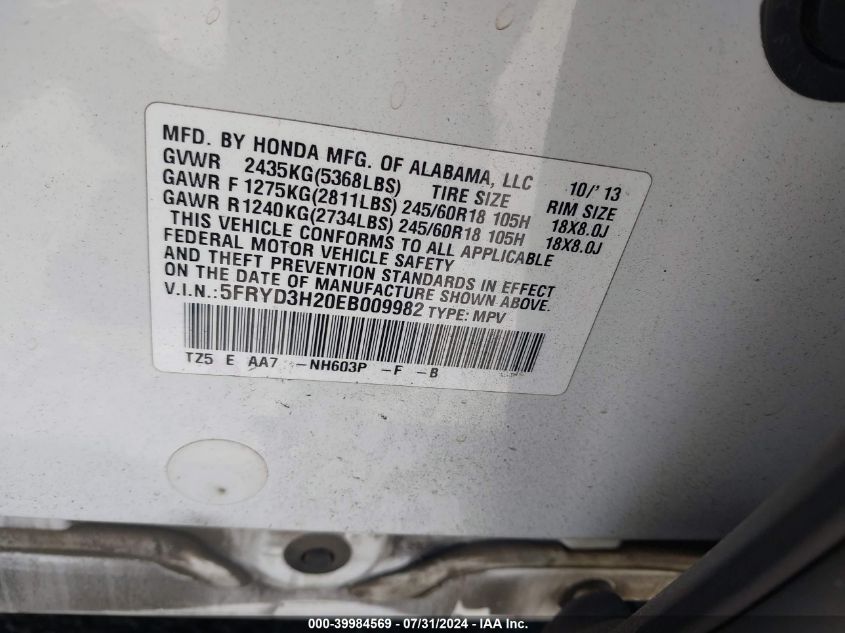 MFD. BY HONDA MFG. OF ALABAMA, LLC 10/'13
GVWR 2435KG(5368LBS) TIRE SIZE RIM SIZE
GAWR F 1275KG(2811LBS) 245/60R18 105H 18X8.0J
GAWR R 1240KG(2734LBS) 245/60R18 105H 18X8.0J
THIS VEHICLE CONFORMS TO ALL APPLICABLE
FEDERAL MOTOR VEHICLE SAFETY
AND THEFT PREVENTION STANDARDS IN EFFECT
ON THE DATE OF MANUFACTURE SHOWN ABOVE.
V.I.N.:5FRYD3H20EB009982 TYPE: MPV
TZ5 E AA7 -NH603P -F -B
000-39984569 / 07/31/2024 - IAA Inc.